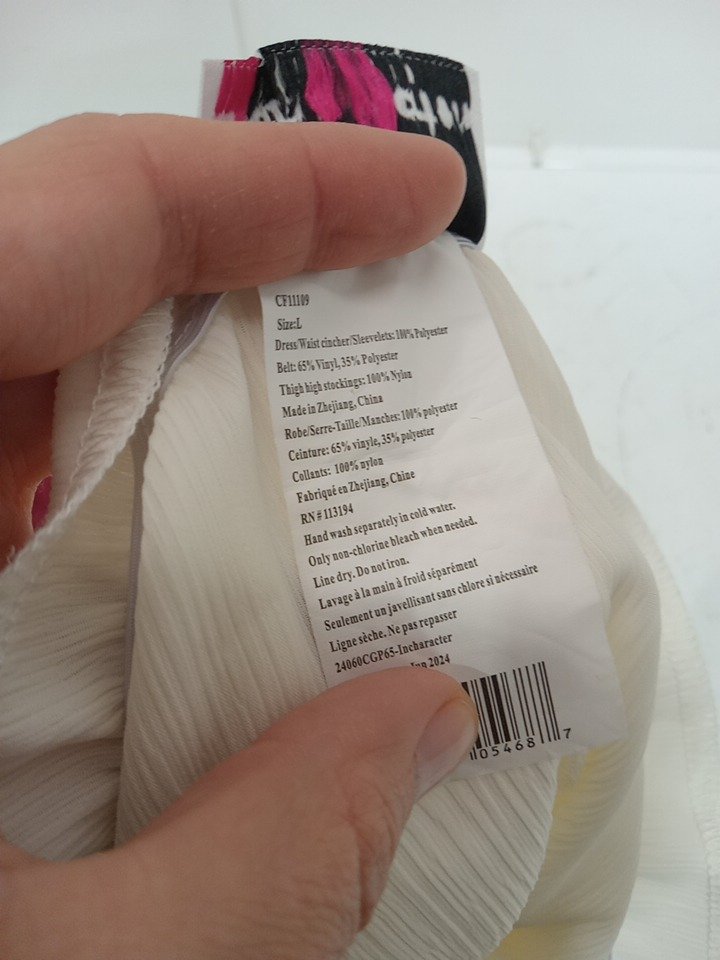 CF11109
Size:L
Dress/Waist cincher/Sleevelets: 100% Polyester
Belt: 65% Vinyl, 35% Polyester
Thigh high stockings: 100% Nylon
Made in Zhejiang, China
Robe/Serre-Taille/Manches: 100% polyester
Ceinture: 65% vinyle, 35% polyester
Collants: 100% nylon
Fabriqué en Zhejiang, Chine
RN # 113194
Hand wash separately in cold water.
Only non-chlorine bleach when needed.
Line dry. Do not iron.
Lavage à la main à froid séparément
Seulement un javellisant sans chlore si nécessaire
Ligne sèche. Ne pas repasser
24060CGP65-Incharacter
Jun 2024
05468 7